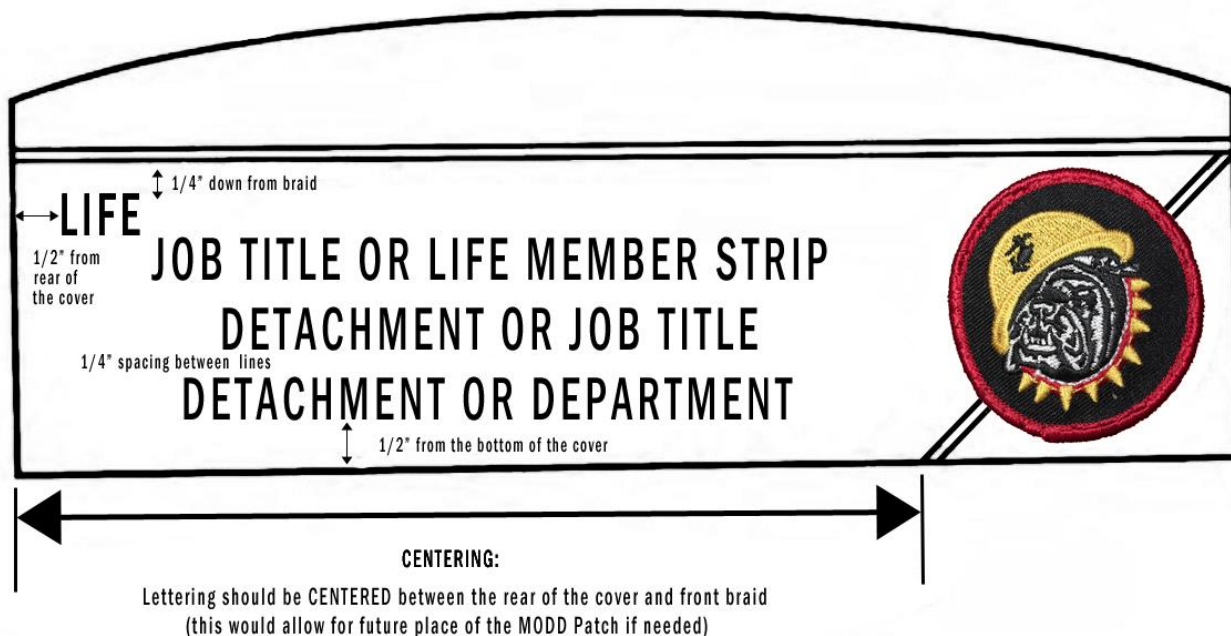 1/4" down from braid
LIFE
1/2" from
rear of
the cover
JOB TITLE OR LIFE MEMBER STRIP
DETACHMENT OR JOB TITLE
1/4" spacing between lines
DETACHMENT OR DEPARTMENT
1/2" from the bottom of the cover
CENTERING:
Lettering should be CENTERED between the rear of the cover and front braid
(this would allow for future place of the MODD Patch if needed)